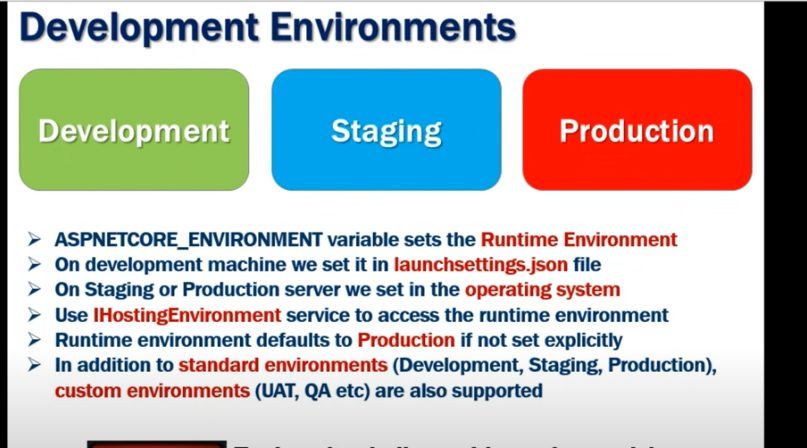 Development Environments
Development
Staging
Production
ASPNETCORE_ENVIRONMENT variable sets the Runtime Environment
On development machine we set it in launchsettings.json file
On Staging or Production server we set in the operating system
Use IHostingEnvironment service to access the runtime environment
Runtime environment defaults to Production if not set explicitly
In addition to standard environments (Development, Staging, Production),
custom environments (UAT, QA etc) are also supported